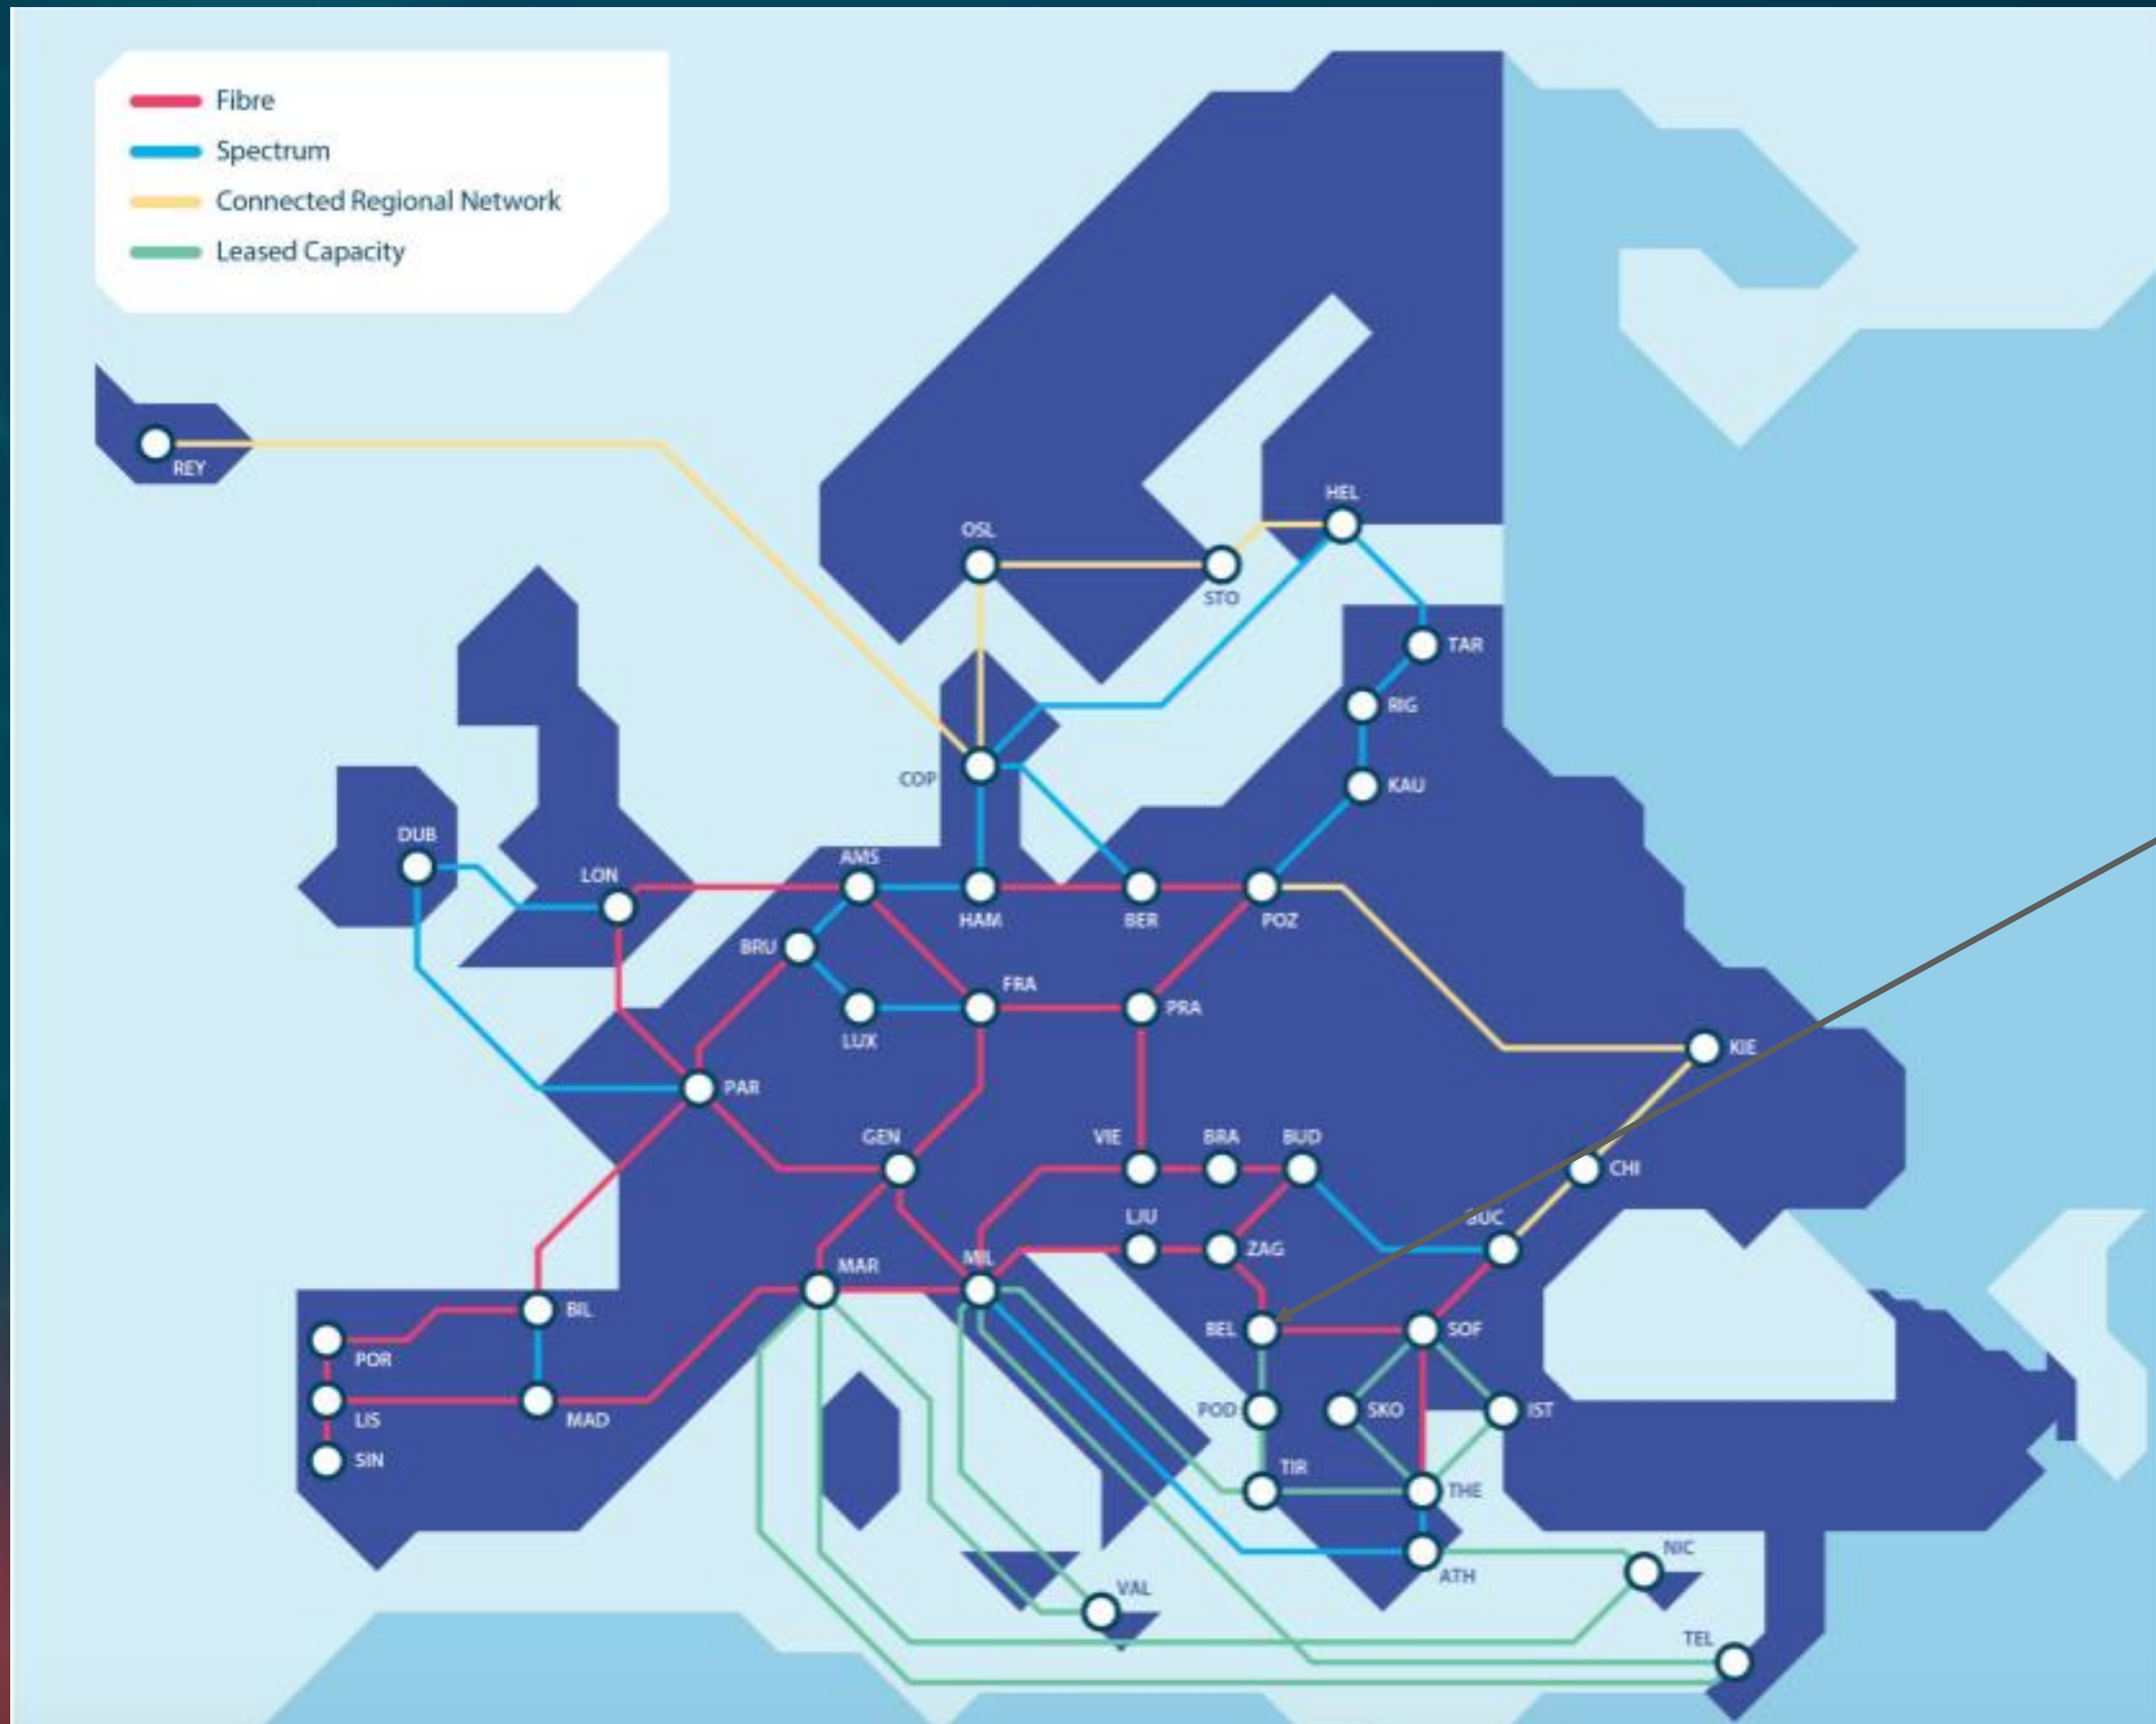 Fibre
Spectrum
Connected Regional Network
Leased Capacity
REY
HEL
OSL
STO
TAR
RIG
COP
KAU
DUB
AMS
LON
HAM
BER
POZ
BRU
FRA
PRA
LUX
KIE
PAR
GEN
VIE
BRA
BUD
CHI
LJU
BUC
ZAG
MAR
MIL
BIL
BEL
SOF
POR
POD
SKO
IST
LIS
MAD
SIN
TIR
THE
NIC
ATH
VAL
TEL